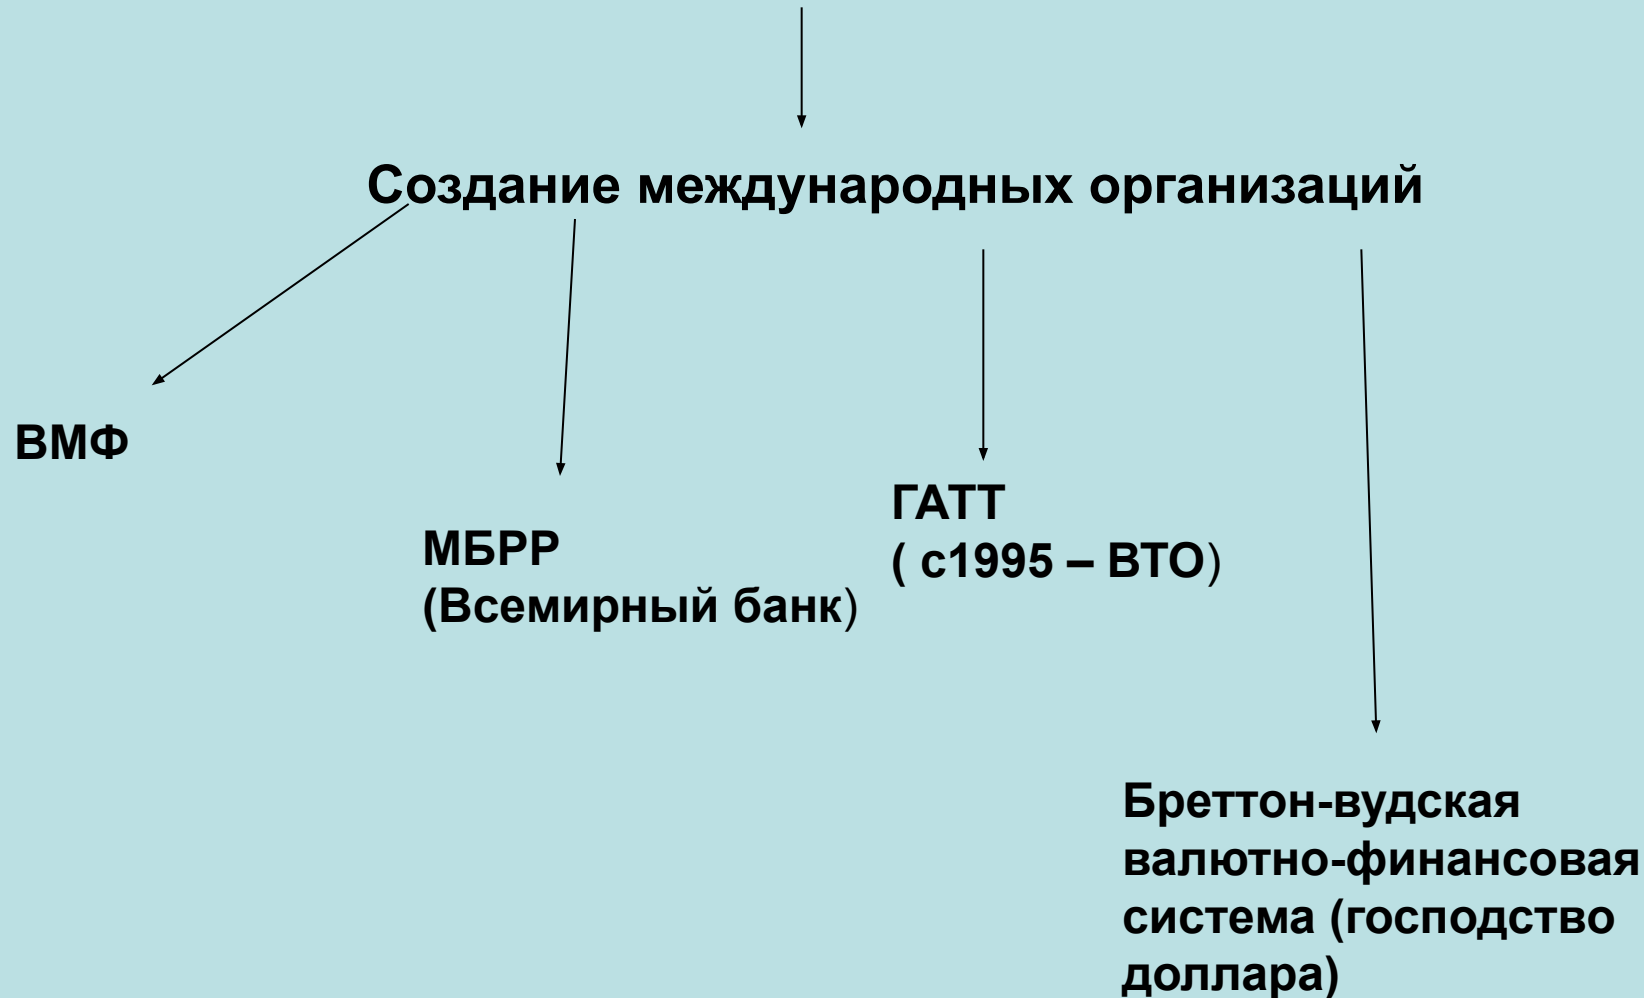 Создание международных организаций
ВМФ
МБРР
(Всемирный банк)
ГАТТ
( с1995 – ВТО)
Бреттон-вудская
валютно-финансовая
система (господство
доллара)